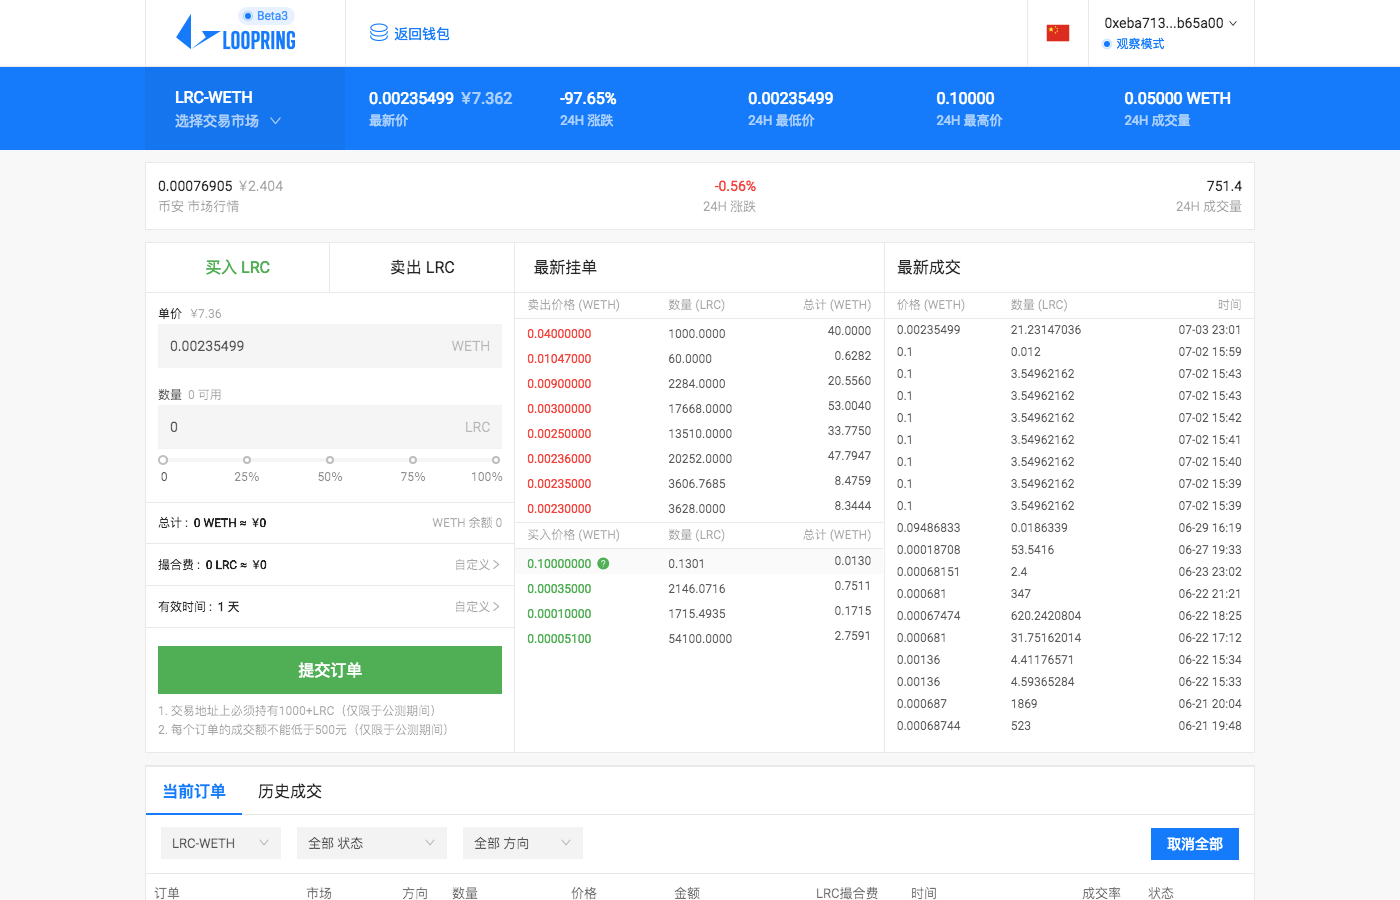 Beta3
LOOPRING
返回钱包
0xeba713...b65a00
观察模式
LRC-WETH
选择交易市场
0.00235499 ¥7.362
最新价
-97.65%
24H 涨跌
0.00235499
24H 最低价
0.10000
24H 最高价
0.05000 WETH
24H 成交量
0.00076905 ¥2.404
币安 市场行情
-0.56%
24H 涨跌
751.4
24H 成交量
买入 LRC
卖出 LRC
单价 ¥7.36
0.00235499 WETH
数量 0 可用
0 LRC
0 25% 50% 75% 100%
总计 : 0 WETH ≈ ¥0 WETH 余额 0
撮合费 : 0 LRC ≈ ¥0 自定义
有效时间 : 1 天 自定义
提交订单
1. 交易地址上必须持有1000+LRC（仅限于公测期间）
2. 每个订单的成交额不能低于500元（仅限于公测期间）
最新挂单
卖出价格 (WETH) 数量 (LRC) 总计 (WETH)
0.04000000 1000.0000 40.0000
0.01047000 60.0000 0.6282
0.00900000 2284.0000 20.5560
0.00300000 17668.0000 53.0040
0.00250000 13510.0000 33.7750
0.00236000 20252.0000 47.7947
0.00235000 3606.7685 8.4759
0.00230000 3628.0000 8.3444
买入价格 (WETH) 数量 (LRC) 总计 (WETH)
0.10000000 ? 0.1301 0.0130
0.00035000 2146.0716 0.7511
0.00010000 1715.4935 0.1715
0.00005100 54100.0000 2.7591
最新成交
价格 (WETH) 数量 (LRC) 时间
0.00235499 21.23147036 07-03 23:01
0.1 0.012 07-02 15:59
0.1 3.54962162 07-02 15:43
0.1 3.54962162 07-02 15:43
0.1 3.54962162 07-02 15:42
0.1 3.54962162 07-02 15:41
0.1 3.54962162 07-02 15:40
0.1 3.54962162 07-02 15:39
0.1 3.54962162 07-02 15:39
0.09486833 0.0186339 06-29 16:19
0.00018708 53.5416 06-27 19:33
0.00068151 2.4 06-23 23:02
0.000681 347 06-22 21:21
0.00067474 620.2420804 06-22 18:25
0.000681 31.75162014 06-22 17:12
0.00136 4.41176571 06-22 15:34
0.00136 4.59365284 06-22 15:33
0.000687 1869 06-21 20:04
0.00068744 523 06-21 19:48
当前订单
历史成交
LRC-WETH
全部 状态
全部 方向
取消全部
订单 市场 方向 数量 价格 金额 LRC撮合费 时间 成交率 状态